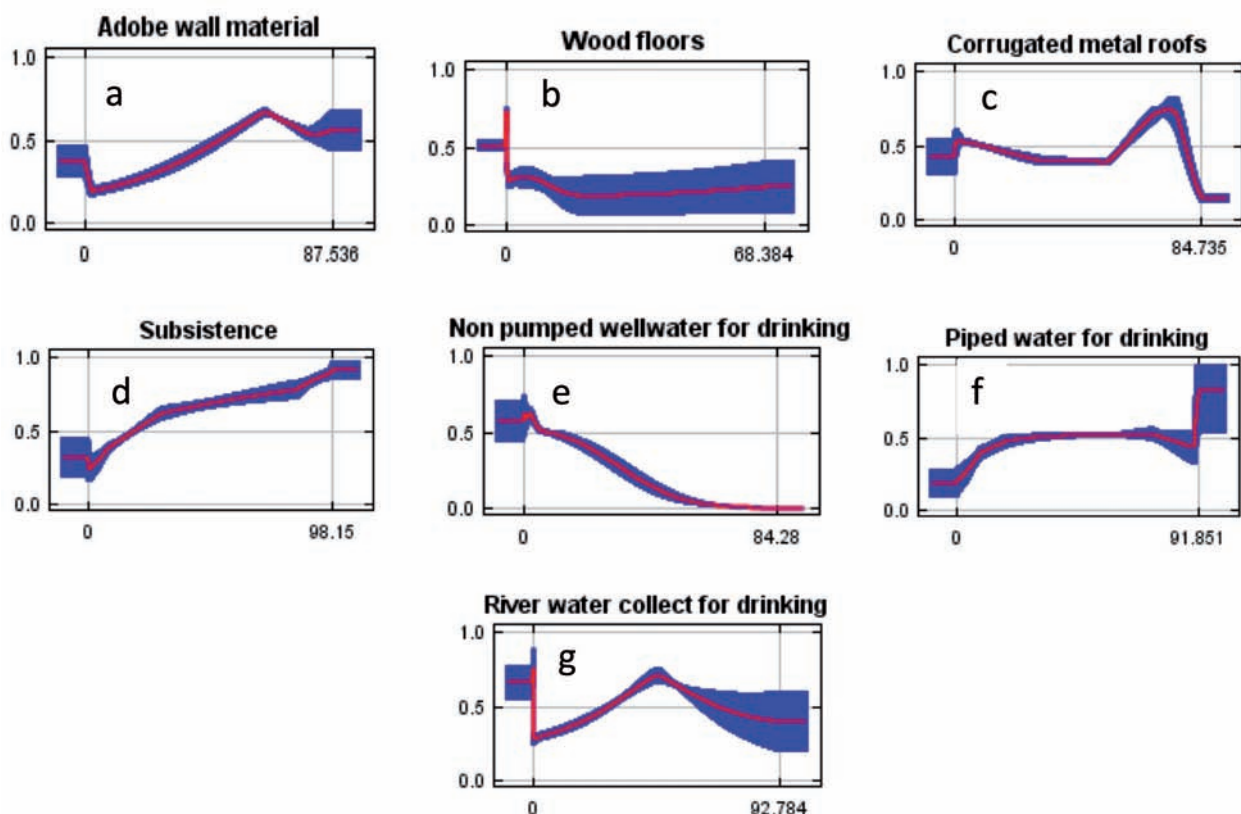 Adobe wall material
1.0
a
0.5
0.0
0
87.536
Wood floors
1.0
b
0.5
0.0
0
68.384
Corrugated metal roofs
1.0
c
0.5
0.0
0
84.735
Subsistence
1.0
d
0.5
0.0
0
98.15
Non pumped wellwater for drinking
1.0
e
0.5
0.0
0
84.28
Piped water for drinking
1.0
f
0.5
0.0
0
91.851
River water collect for drinking
1.0
g
0.5
0.0
0
92.784